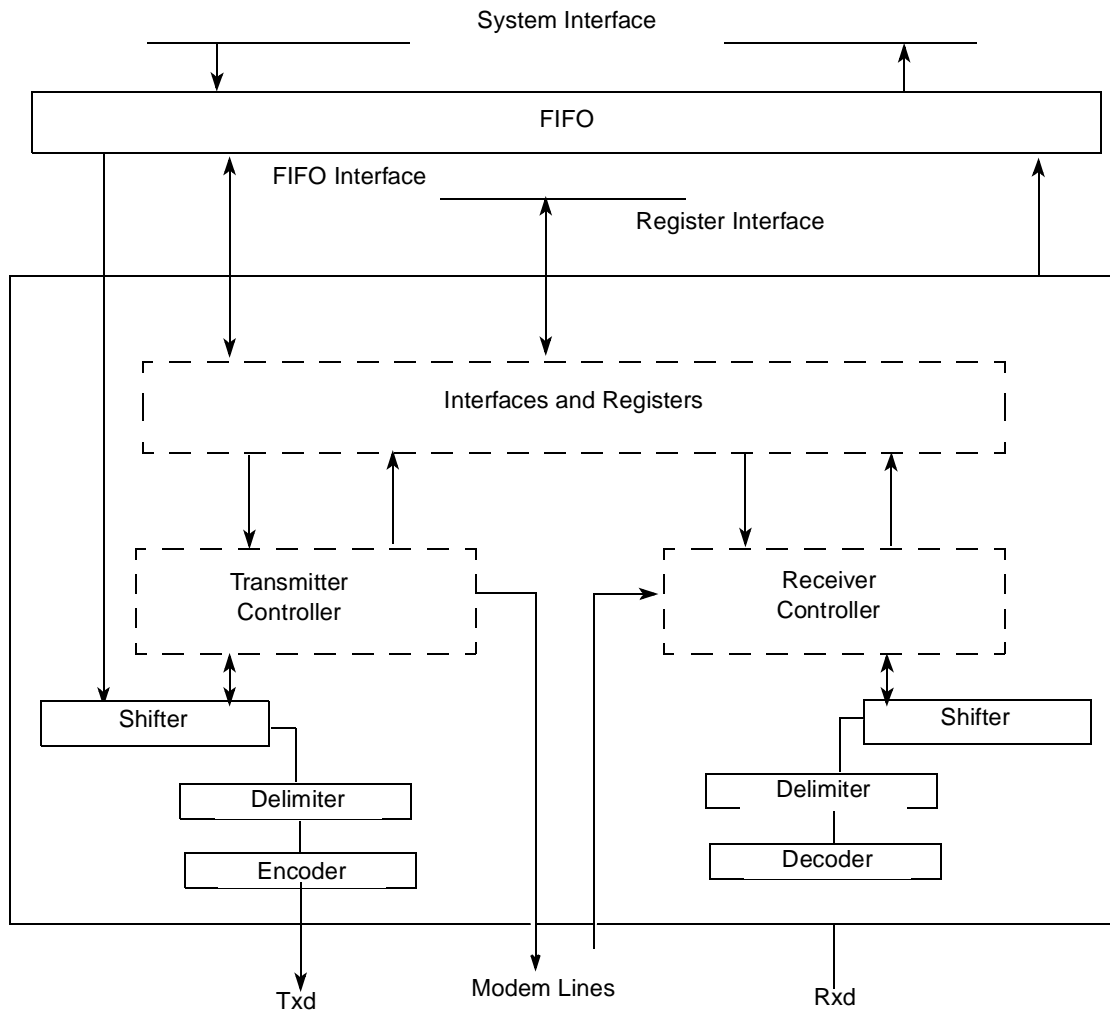 System Interface
FIFO
FIFO Interface
Register Interface
Interfaces and Registers
Transmitter
Controller
Receiver
Controller
Shifter
Shifter
Delimiter
Delimiter
Encoder
Decoder
Txd
Modem Lines
Rxd